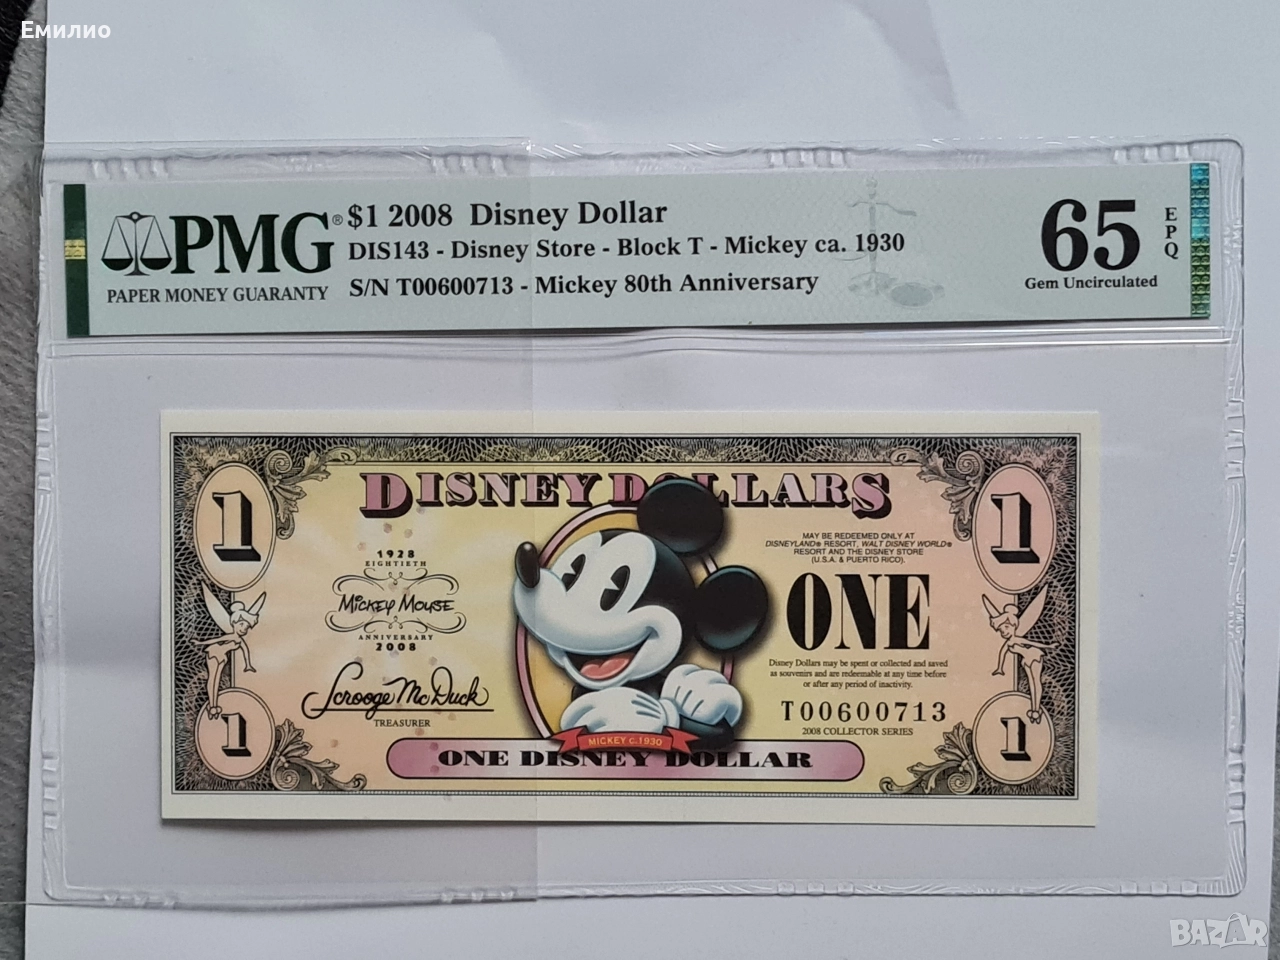 Емилио
PMG®
PAPER MONEY GUARANTY
$1 2008 Disney Dollar
DIS143 - Disney Store - Block T - Mickey ca. 1930
S/N T00600713 - Mickey 80th Anniversary
65
EPQ
Gem Uncirculated
DISNEY DOLLARS
1
1
1928
EIGHTIETH
MICKEY MOUSE
ANNIVERSARY
2008
Scrooge McDuck
TREASURER
MAY BE REDEEMED ONLY AT
DISNEYLAND® RESORT, WALT DISNEY WORLD®
RESORT AND THE DISNEY STORE
(U.S.A. & PUERTO RICO).
ONE
Disney Dollars may be spent or collected and saved
as souvenirs and are redeemable at any time before
or after any period of inactivity.
T00600713
2008 COLLECTOR SERIES
1
1
MICKEY c.1930
ONE DISNEY DOLLAR
BAZAR